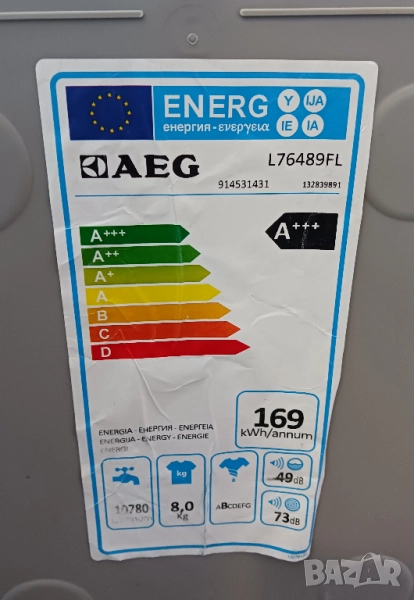 ENERG Y IJA
енергия · ενεργεια IE IA
AEG L76489FL
914531431 132839891
A+++ A+++
A++
A+
A
B
C
D
ENERGIA · ЕНЕРГИЯ · ΕΝΕΡΓΕΙΑ
ENERGIJA · ENERGY · ENERGIE
ENERGI
169
kWh/annum
kg
49dB
10780
8,0
Kg
ABCDEFG
73dB
BAZAR